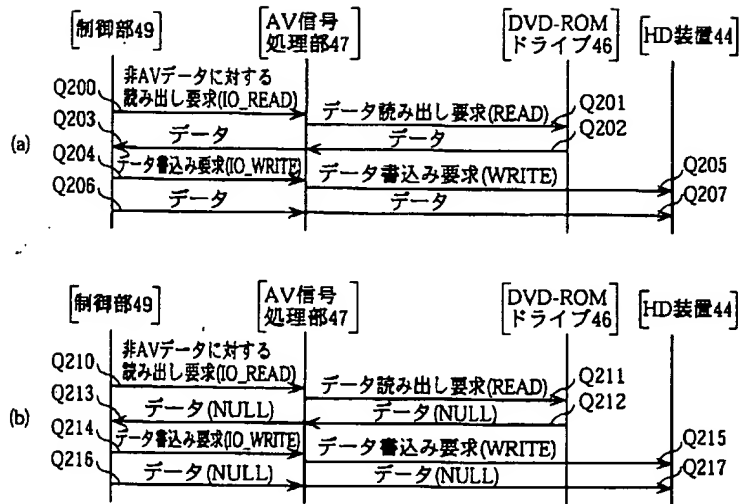 (a)
制御部49
AV信号
処理部47
DVD-ROM
ドライブ46
HD装置44
Q200
非AVデータに対する
読み出し要求(IO_READ)
データ読み出し要求(READ)
Q201
Q203
データ
データ
Q202
Q204
データ書込み要求(IO_WRITE)
データ書込み要求(WRITE)
Q205
Q206
データ
データ
Q207
(b)
制御部49
AV信号
処理部47
DVD-ROM
ドライブ46
HD装置44
Q210
非AVデータに対する
読み出し要求(IO_READ)
データ読み出し要求(READ)
Q211
Q213
データ(NULL)
データ(NULL)
Q212
Q214
データ書込み要求(IO_WRITE)
データ書込み要求(WRITE)
Q215
Q216
データ(NULL)
データ(NULL)
Q217